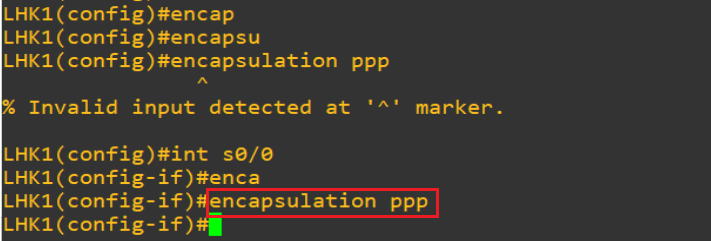 LHK1(config)#encap
LHK1(config)#encapsu
LHK1(config)#encapsulation ppp
^
% Invalid input detected at '^' marker.
LHK1(config)#int s0/0
LHK1(config-if)#enca
LHK1(config-if)#encapsulation ppp
LHK1(config-if)#